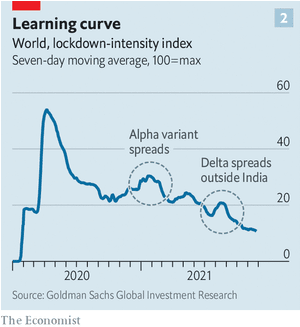 2
Learning curve
World, lockdown-intensity index
Seven-day moving average, 100=max
60
Alpha variant
spreads
Delta spreads
outside India
40
20
0
2020
2021
Source: Goldman Sachs Global Investment Research
The Economist